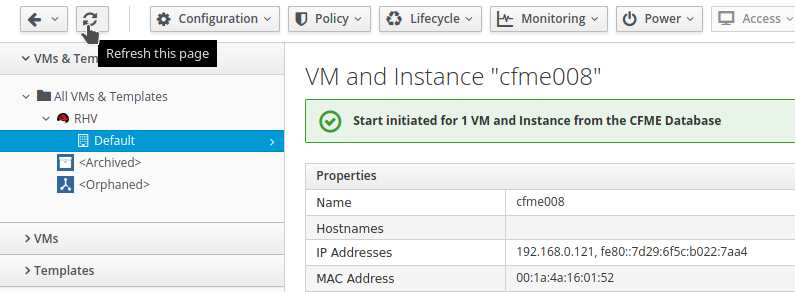 Configuration Policy Lifecycle Monitoring Power Access
Refresh this page
VMs & Tem
All VMs & Templates
RHV
Default
<Archived>
<Orphaned>
VMs
Templates
VM and Instance "cfme008"
Start initiated for 1 VM and Instance from the CFME Database
Properties
Name cfme008
Hostnames
IP Addresses 192.168.0.121, fe80::7d29:6f5c:b022:7aa4
MAC Address 00:1a:4a:16:01:52